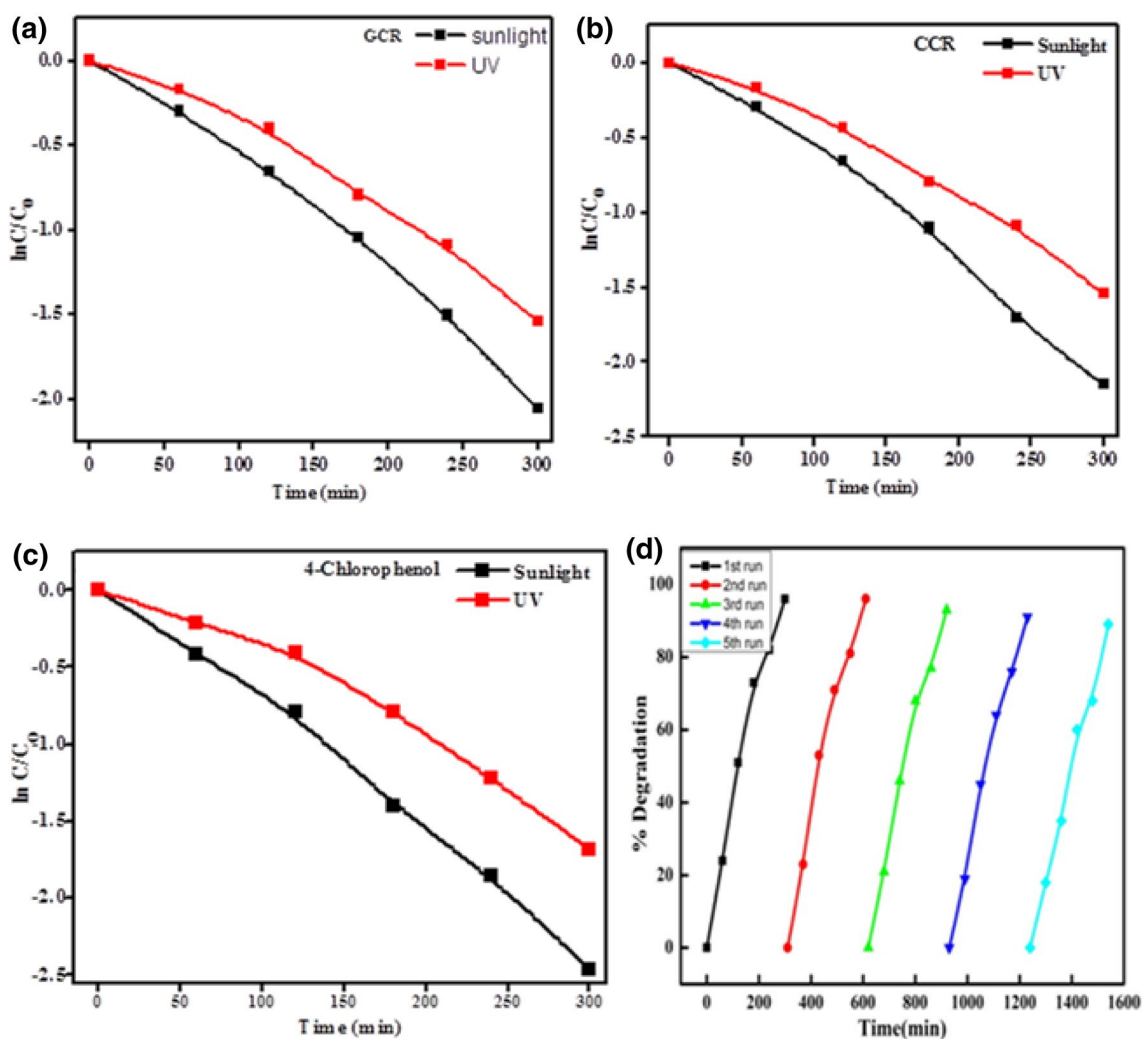 (a)
GCR
sunlight
UV
0.0
-0.5
-1.0
-1.5
-2.0
lnC/C₀
0 50 100 150 200 250 300
Time (min)
(b)
CCR
Sunlight
UV
0.0
-0.5
-1.0
-1.5
-2.0
-2.5
lnC/C₀
0 50 100 150 200 250 300
Time (min)
(c)
4-Chlorophenol
Sunlight
UV
0.0
-0.5
-1.0
-1.5
-2.0
-2.5
ln C/C₀
0 50 100 150 200 250 300
Time (min)
(d)
1st run
2nd run
3rd run
4th run
5th run
100
80
60
40
20
0
% Degradation
0 200 400 600 800 1000 1200 1400 1600
Time(min)